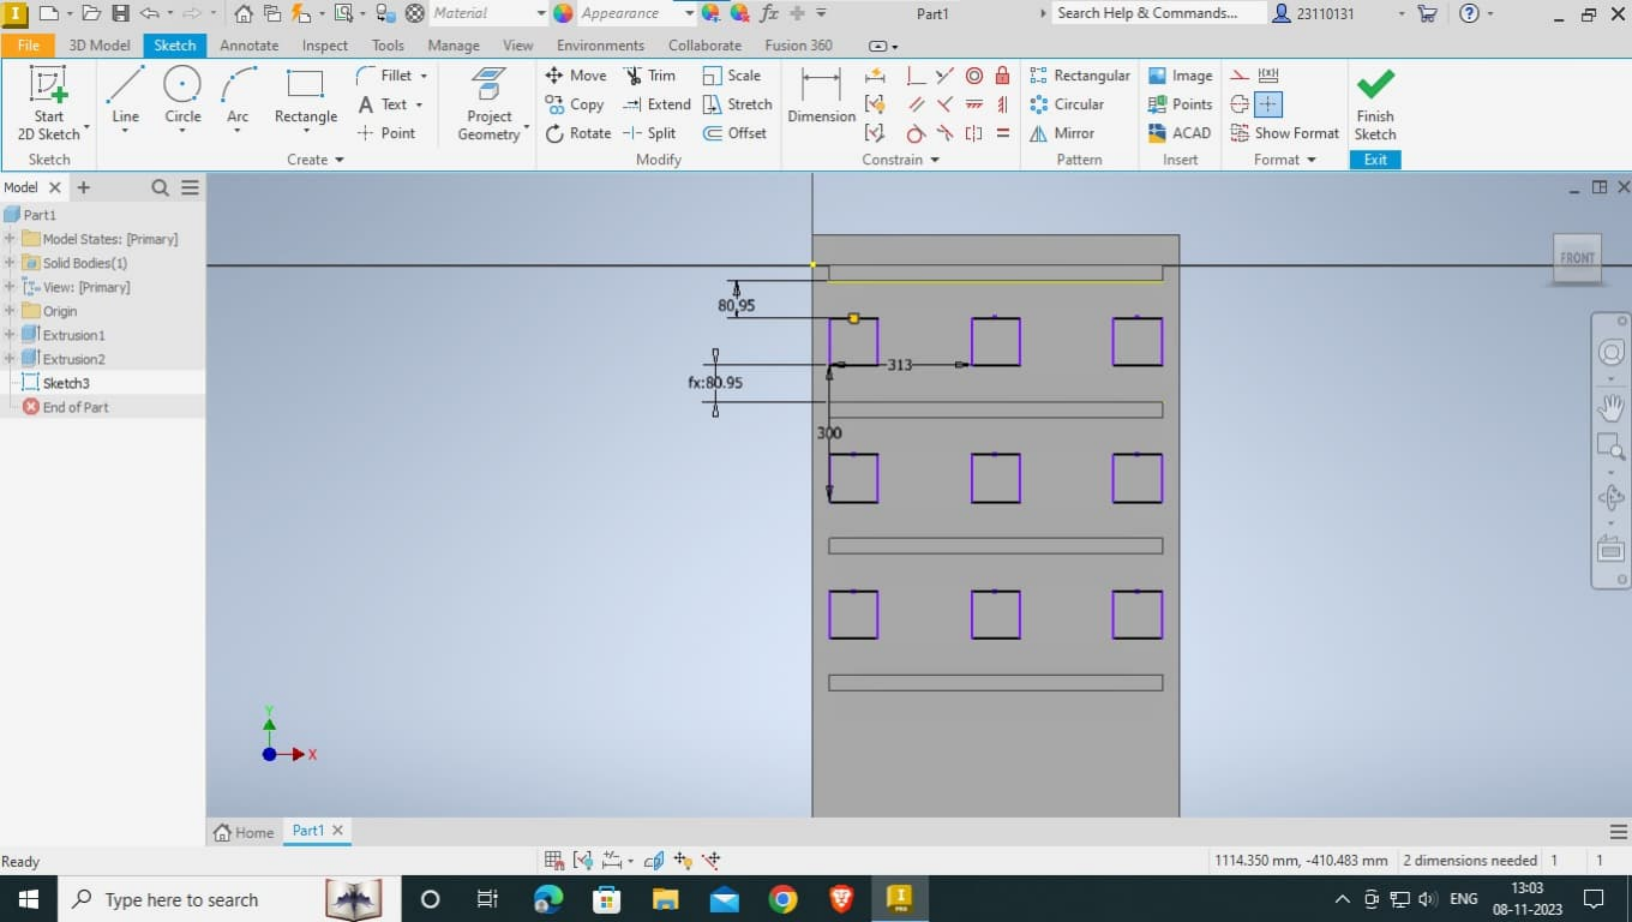 Material
Appearance
fx
Part1
Search Help & Commands...
23110131
File
3D Model
Sketch
Annotate
Inspect
Tools
Manage
View
Environments
Collaborate
Fusion 360
Start
2D Sketch
Line
Circle
Arc
Rectangle
Fillet
Text
Point
Project
Geometry
Move
Copy
Rotate
Trim
Extend
Split
Scale
Stretch
Offset
Dimension
Rectangular
Circular
Mirror
Image
Points
ACAD
Show Format
Finish
Sketch
Sketch
Create
Modify
Constrain
Pattern
Insert
Format
Exit
Model
Part1
Model States: [Primary]
Solid Bodies(1)
View: [Primary]
Origin
Extrusion1
Extrusion2
Sketch3
End of Part
FRONT
80.95
313
fx:80.95
300
Y
X
Home
Part1
Ready
1114.350 mm, -410.483 mm
2 dimensions needed
1
1
Type here to search
ENG
13:03
08-11-2023